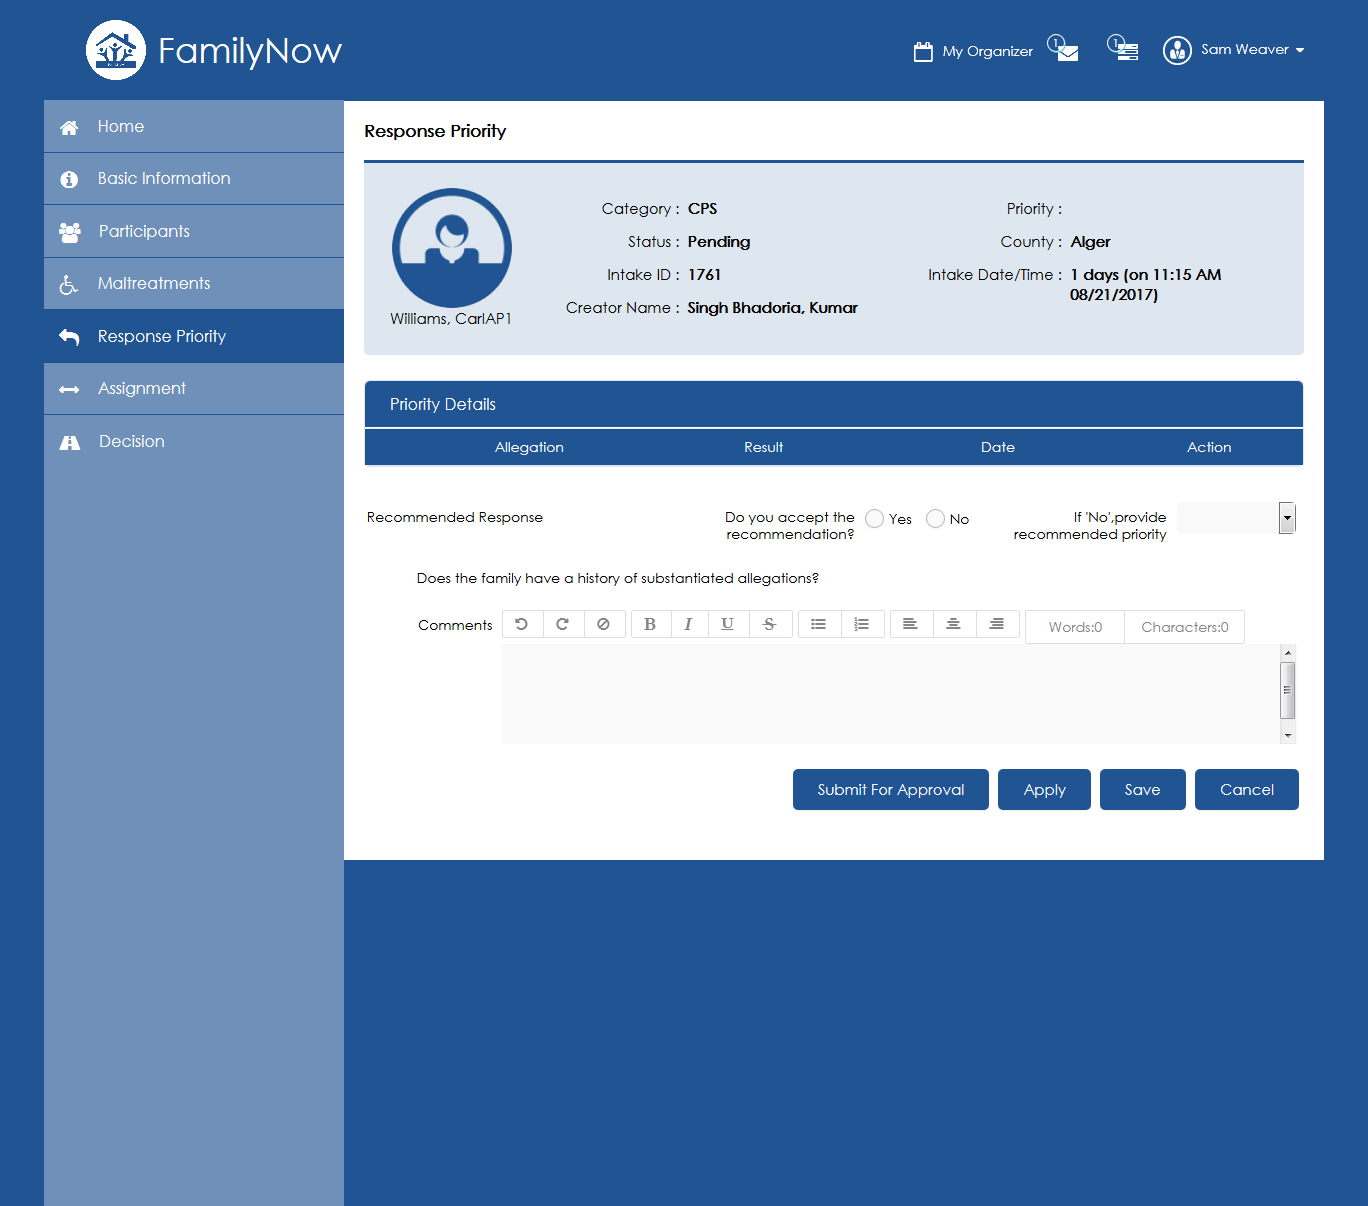 FamilyNow
My Organizer
1
1
Sam Weaver
Home
Basic Information
Participants
Maltreatments
Response Priority
Assignment
Decision
Response Priority
Williams, CarlAP1
Category : CPS
Status : Pending
Intake ID : 1761
Creator Name : Singh Bhadoria, Kumar
Priority :
County : Alger
Intake Date/Time : 1 days (on 11:15 AM
08/21/2017)
Priority Details
Allegation Result Date Action
Recommended Response
Do you accept the
recommendation?
Yes No
If 'No',provide
recommended priority
Does the family have a history of substantiated allegations?
Comments
B I U S
Words:0 Characters:0
Submit For Approval Apply Save Cancel